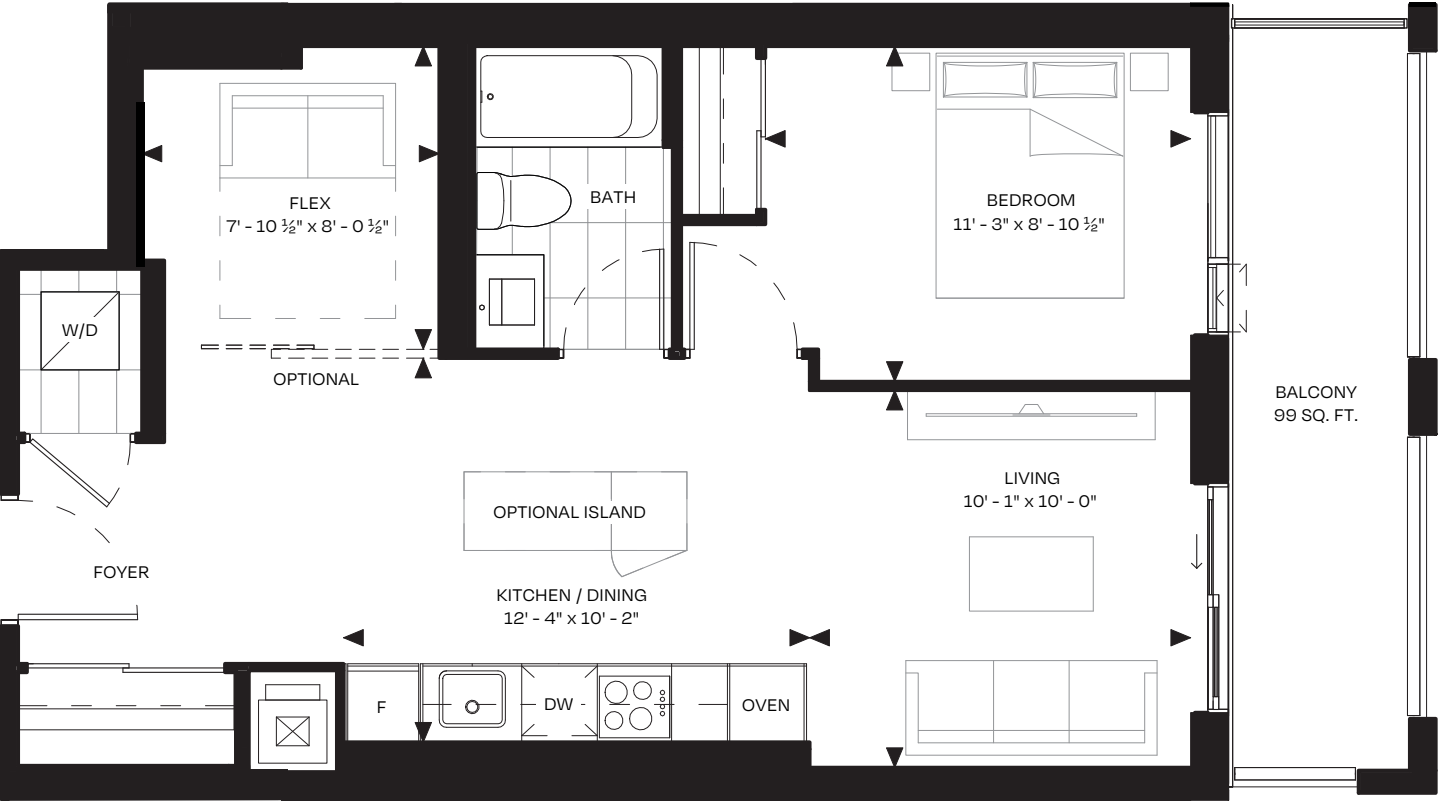 FLEX
7' - 10 ½" x 8' - 0 ½"
BATH
BEDROOM
11' - 3" x 8' - 10 ½"
W/D
OPTIONAL
BALCONY
99 SQ. FT.
LIVING
10' - 1" x 10' - 0"
OPTIONAL ISLAND
FOYER
KITCHEN / DINING
12' - 4" x 10' - 2"
F
DW
OVEN